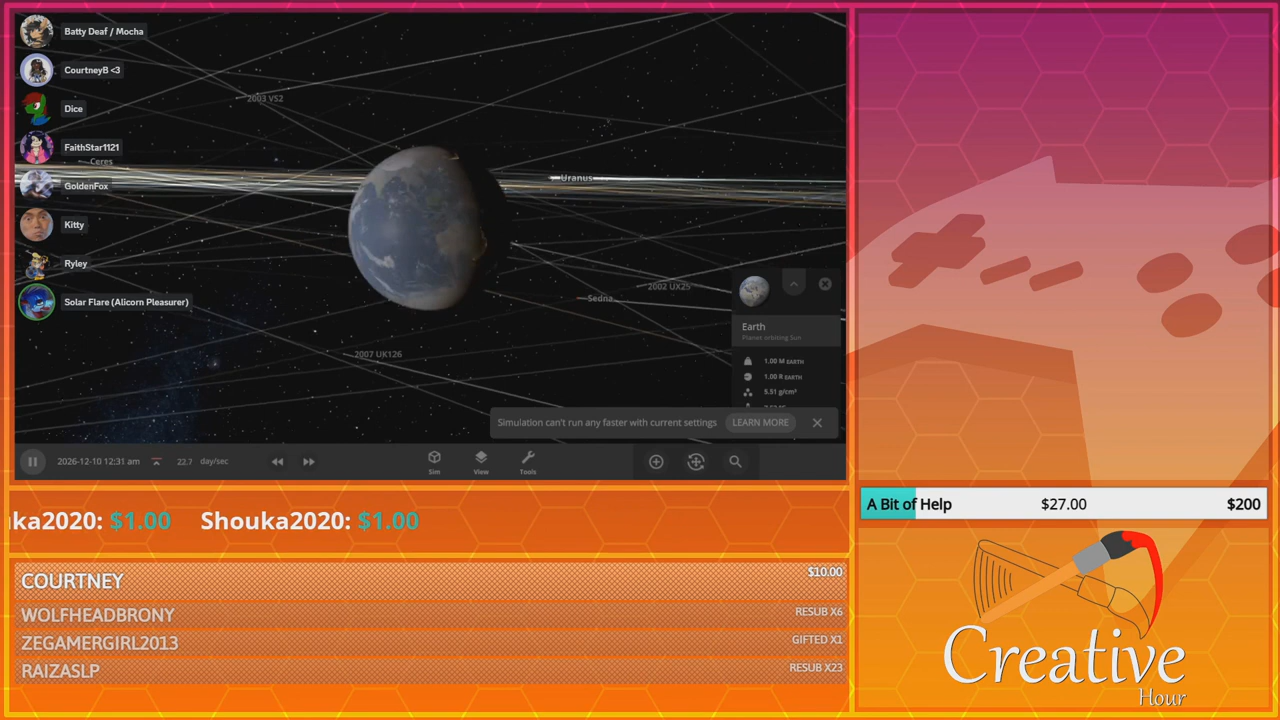 Batty Deaf / Mocha
CourtneyB <3
2003 VS2
Dice
FaithStar1121
Ceres
Uranus
GoldenFox
Kitty
Ryley
2002 UX25
Sedna
Solar Flare (Alicorn Pleasurer)
Earth
Planet orbiting Sun
2007 UK126
1.00 M EARTH
1.00 R EARTH
5.51 g/cm³
Simulation can't run any faster with current settings LEARN MORE
2026-12-10 12:31 am 22.7 day/sec
Sim View Tools
uka2020: $1.00 Shouka2020: $1.00
A Bit of Help $27.00 $200
COURTNEY $10.00
WOLFHEADBRONY RESUB X6
ZEGAMERGIRL2013 GIFTED X1
RAIZASLP RESUB X23
Creative
Hour